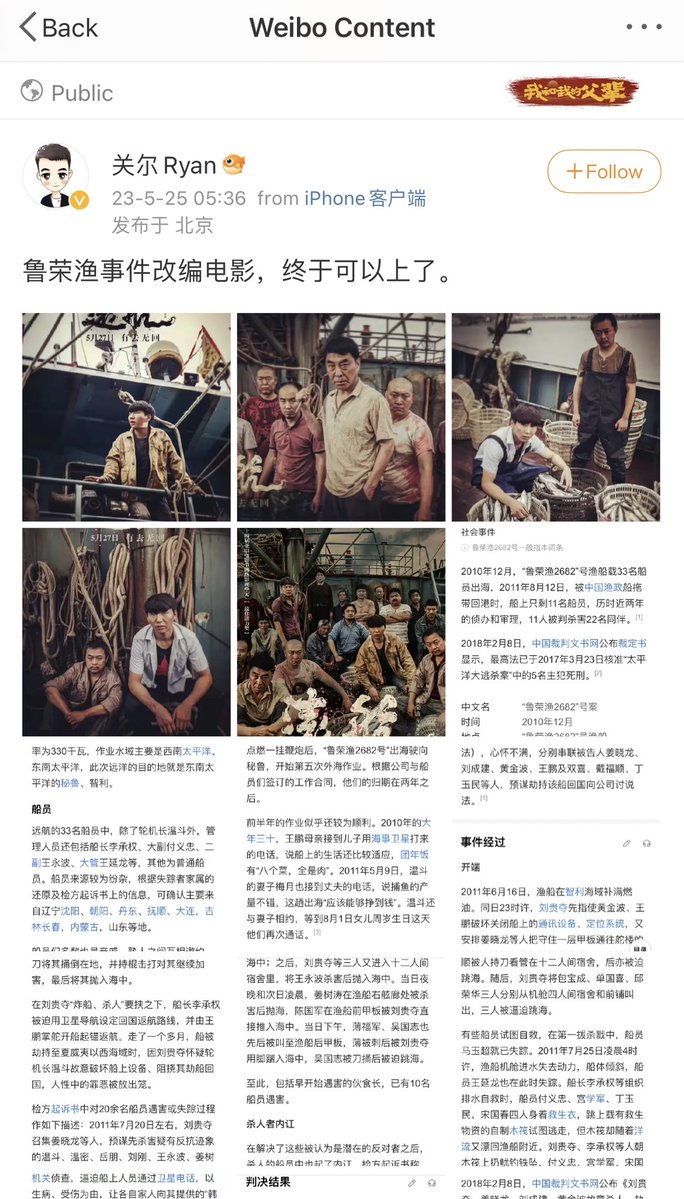 Back
Weibo Content
Public
我和我的父辈
关尔Ryan
Follow
23-5-25 05:36 from iPhone客户端
发布于 北京
鲁荣渔事件改编电影，终于可以上了。
5月27日 有去无回
有去无回
5月27日 有去无回
社会事件
鲁荣渔2682号一般指本词条
2010年12月，“鲁荣渔2682”号渔船载33名船
员出海，2011年8月12日，被中国渔政船拖
带回港时，船上只剩11名船员，历时近两年
的侦办和审理，11人被判杀害22名同伴。[1]
2018年2月8日，中国裁判文书网公布裁定书
显示，最高法已于2017年3月23日核准“太平
洋大逃杀案”中的5名主犯死刑。[2]
中文名 “鲁荣渔2682”号案
时间 2010年12月
率为330千瓦，作业水域主要是西南太平洋、
东南太平洋，此次远洋的目的地就是东南太
平洋的秘鲁、智利。
船员
远航的33名船员中，除了轮机长温斗外，管
理人员还包括船长李承权、大副付义忠、二
副王永波、大管王延龙等，其他为普通船
员。船员来源较为分杂，根据失踪者家属的
还原及检方起诉书上的信息，可确认主要来
自辽宁沈阳、朝阳、丹东、抚顺、大连，吉
林长春，内蒙古，山东等地。
刀将其捅倒在地，并持棍击打对其继续加
害，最后将其抛入海中。
在刘贵夺“炸船、杀人”要挟之下，船长李承权
被迫用卫星导航设定回国返航路线，并由王
鹏掌舵开船起锚返航。走了一个多月，船被
劫持至夏威夷以西海域时，因刘贵夺怀疑轮
机长温斗故意破坏船上设备、阻挠其劫船回
国，人性中的罪恶被放出笼。
检方起诉书中对20余名船员遇害或失踪过程
作如下描述：2011年7月20日左右，刘贵夺
召集姜晓龙等人，预谋先杀害疑有反抗迹象
的温斗、温密、岳朋、刘刚、王永波、姜树
机关侦查，逼迫船上人员通过卫星电话，以
生病、受伤为由，让各自家人向其提供的“韩
点燃一挂鞭炮后，“鲁荣渔2682号”出海驶向
秘鲁，开始第五次外海作业。根据公司与船
员们签订的工作合同，他们的归期在两年之
后。
前半年的作业似乎还较为顺利。2010年的大
年三十，王鹏母亲接到儿子用海事卫星打来
的电话，说船上的生活还比较适应，团年饭
有“八个菜，全是肉”。2011年5月9日，温斗
的妻子梅月也接到丈夫的电话，说捕鱼的产
量不错，这趟出海“应该能够挣到钱”。温斗还
与妻子相约，等到8月1日女儿周岁生日这天
他们再次通话。[3]
海中；之后，刘贵夺等三人又进入十二人间
宿舍里，将王永波杀害后抛入海中。当日夜
晚和次日凌晨，姜树涛在渔船右舷廊处被杀
害后抛海，陈国军在渔船前甲板被刘贵夺直
接推入海中。当日下午，薄福军、吴国志也
先后被叫至渔船后甲板，薄被刺后被刘贵夺
用脚踹入海中，吴国志被刀捅后被迫跳海。
至此，包括早开始遇害的伙食长，已有10名
船员遇害。
杀人者内讧
在解决了这些被认为是潜在的反对者之后，
判决结果
法），心怀不满，分别串联被告人姜晓龙、
刘成建、黄金波、王鹏及双喜、戴福顺、丁
玉民等人，预谋劫持该船回国向公司讨说
法。[1]
事件经过
开端
2011年6月16日，渔船在智利海域补满燃
油。同日23时许，刘贵夺先指使黄金波、王
鹏破坏关闭船上的通讯设备、定位系统，又
安排姜晓龙等人把守住一层甲板通往舵楼的
目录
顺被人持刀看管在十二人间宿舍，后亦被迫
跳海。随后，刘贵夺将包宝成、单国喜、邱
荣华三人分别从机舱四人间宿舍和前铺叫
出，三人被逼迫跳海。
有些船员试图自救，在第一拨杀戮中，船员
马玉超就已失踪。2011年7月25日凌晨4时
许，渔船机舱进水失去动力，船体倾斜，船
员王延龙也在此时失踪。船长李承权等组织
排水自救时，船员付义忠、宫学军、丁玉
民、宋国春四人身着救生衣，跳上载有救生
物资的自制木筏试图逃走，但木筏却随着洋
流又漂回渔船附近。刘贵夺、李承权等人朝
木筏上扔鱿钓铁坠，付义忠、宫学军、宋国
2018年2月8日，中国裁判文书网公布《刘贵